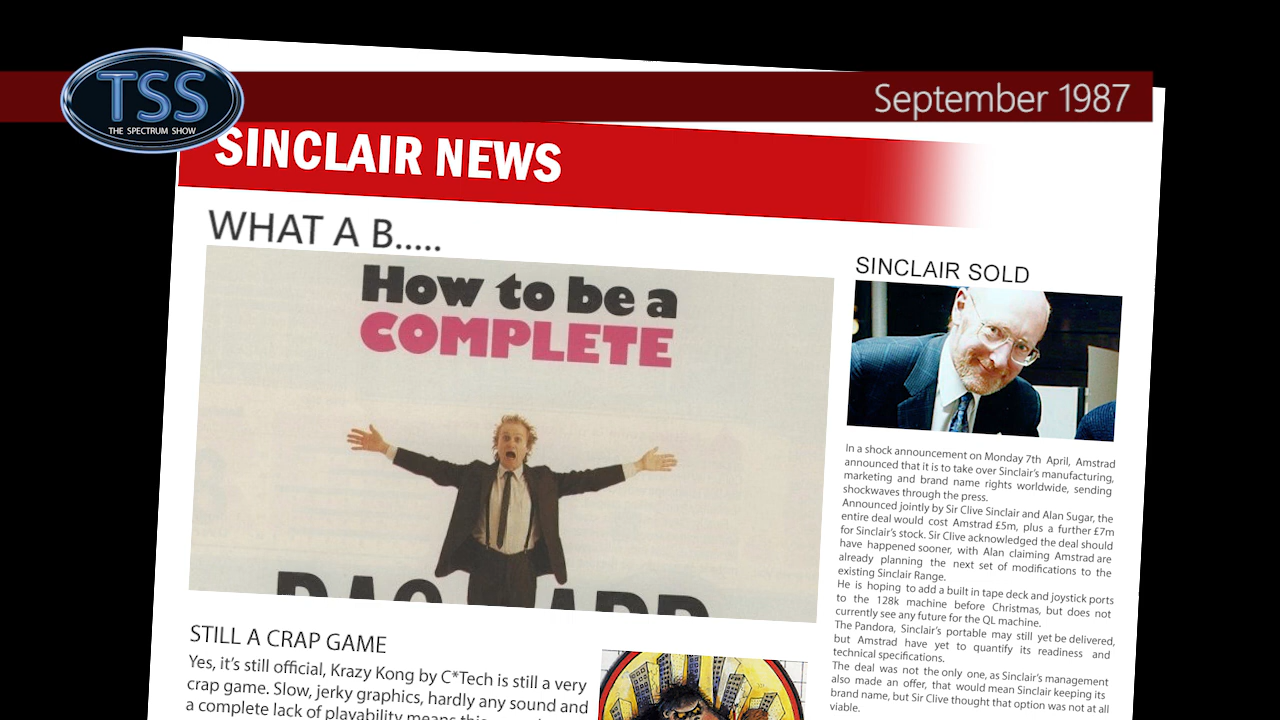 TSS
THE SPECTRUM SHOW
September 1987
SINCLAIR NEWS
WHAT A B.....
How to be a
COMPLETE
STILL A CRAP GAME
Yes, it's still official, Krazy Kong by C*Tech is still a very
crap game. Slow, jerky graphics, hardly any sound and
a complete lack of playability means
SINCLAIR SOLD
In a shock announcement on Monday 7th April, Amstrad
announced that it is to take over Sinclair's manufacturing,
marketing and brand name rights worldwide, sending
shockwaves through the press.
Announced jointly by Sir Clive Sinclair and Alan Sugar, the
entire deal would cost Amstrad £5m, plus a further £7m
for Sinclair's stock. Sir Clive acknowledged the deal should
have happened sooner, with Alan claiming Amstrad are
already planning the next set of modifications to the
existing Sinclair Range.
He is hoping to add a built in tape deck and joystick ports
to the 128k machine before Christmas, but does not
currently see any future for the QL machine.
The Pandora, Sinclair's portable may still yet be delivered,
but Amstrad have yet to quantify its readiness and
technical specifications.
The deal was not the only one, as Sinclair's management
also made an offer, that would mean Sinclair keeping its
brand name, but Sir Clive thought that option was not at all
viable.